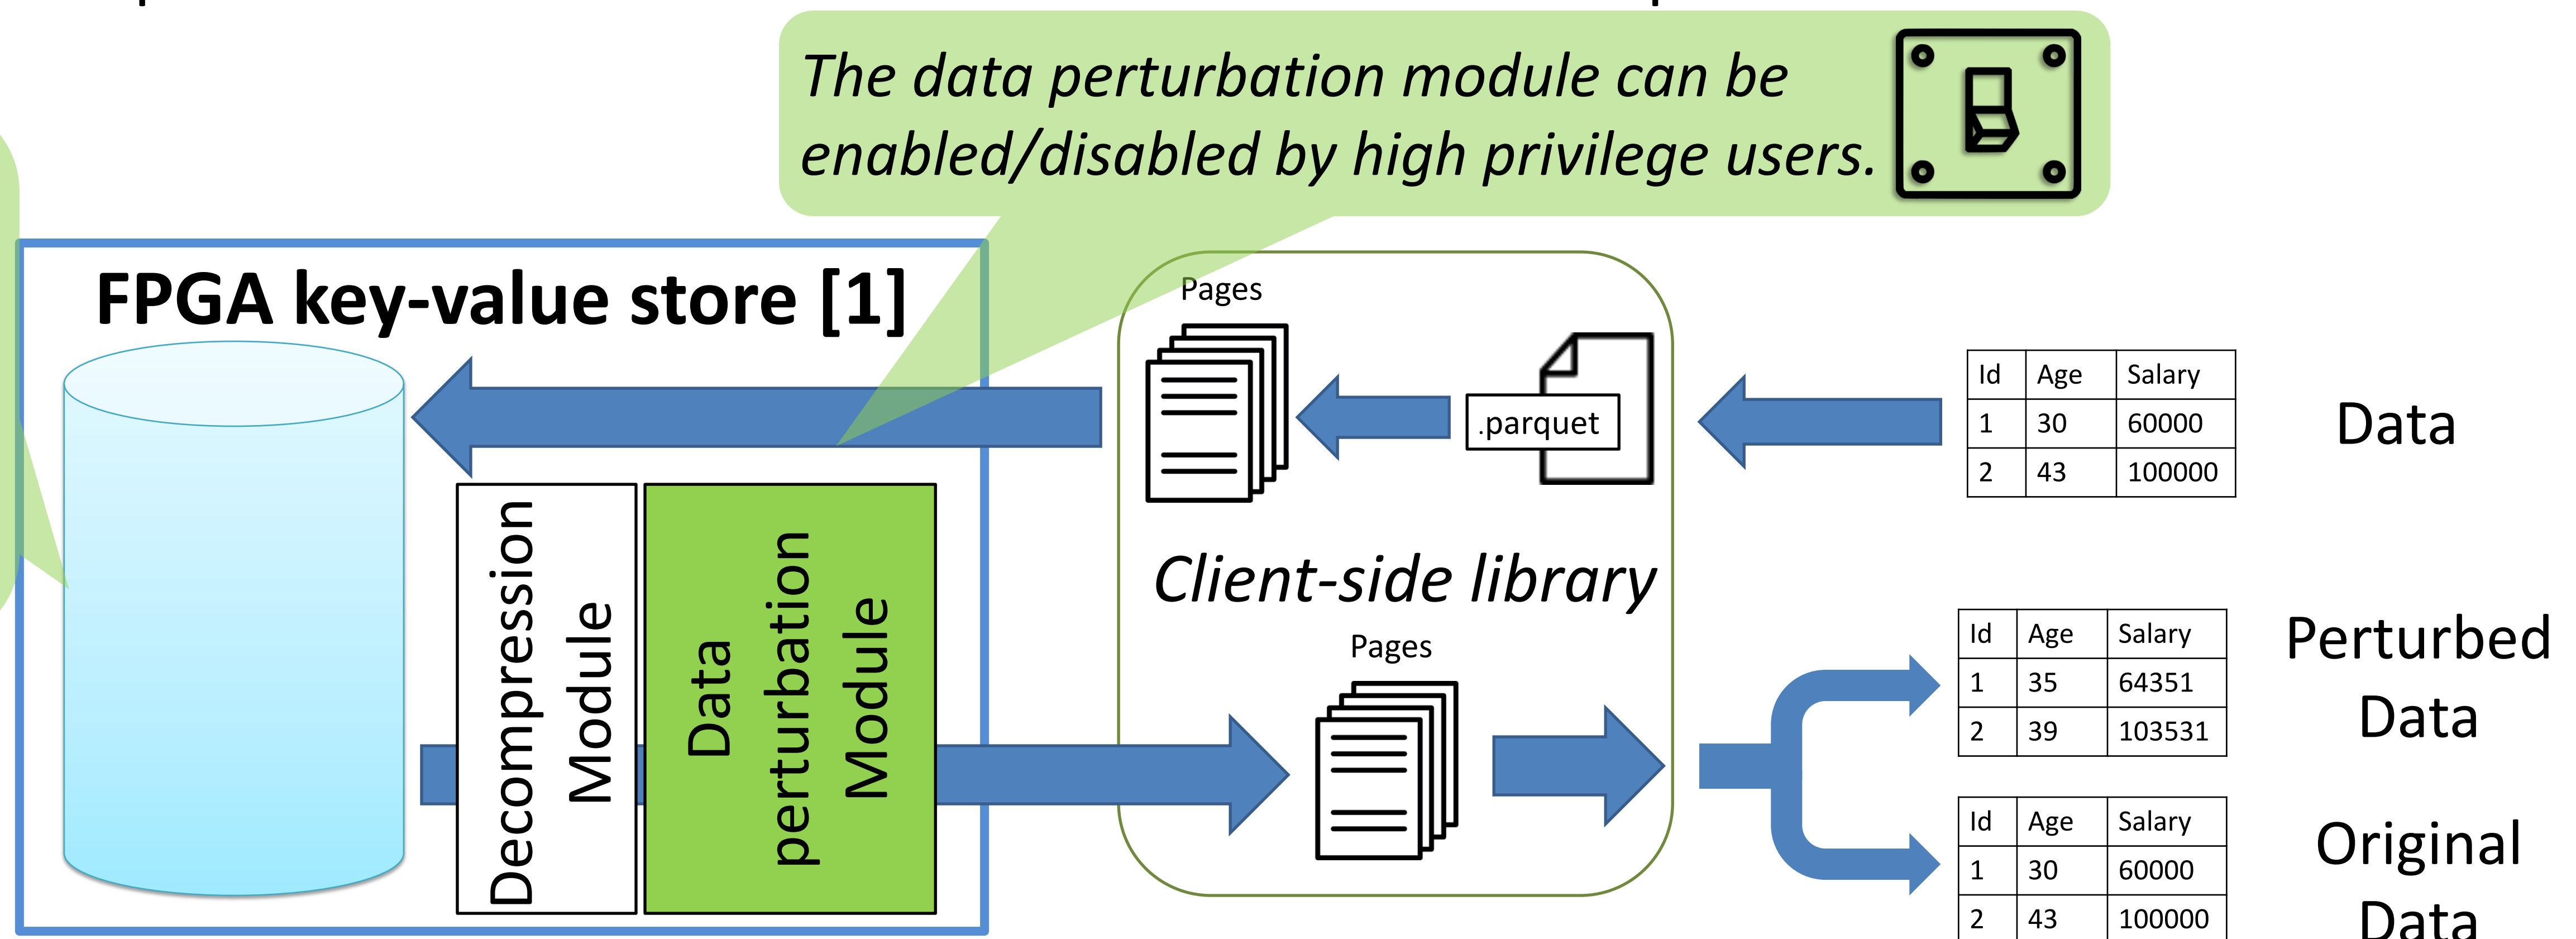 The data perturbation module can be
enabled/disabled by high privilege users.
FPGA key-value store [1]
Pages
.parquet
Id Age Salary
1 30 60000
2 43 100000
Data
Decompression
Module
Data
perturbation
Module
Client-side library
Pages
Id Age Salary
1 35 64351
2 39 103531
Perturbed
Data
Id Age Salary
1 30 60000
2 43 100000
Original
Data